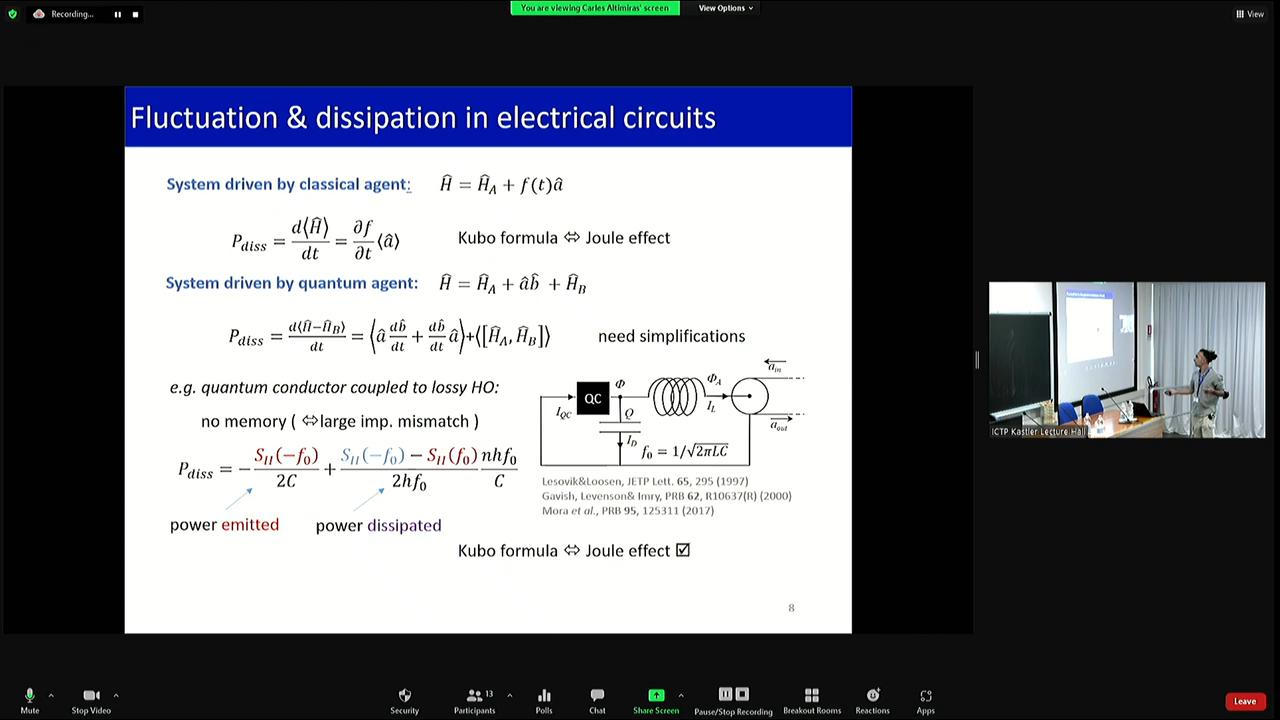 Recording...
You are viewing Carles Altimiras' screen
View Options
View
Fluctuation & dissipation in electrical circuits
System driven by classical agent: Ĥ = Ĥ_A + f(t)â
P_diss = d⟨Ĥ⟩/dt = ∂f/∂t ⟨â⟩ Kubo formula ⇔ Joule effect
System driven by quantum agent: Ĥ = Ĥ_A + âb̂ + Ĥ_B
P_diss = d⟨Ĥ−Ĥ_B⟩/dt = ⟨â db̂/dt + db̂/dt â⟩+⟨[Ĥ_A, Ĥ_B]⟩ need simplifications
e.g. quantum conductor coupled to lossy HO:
no memory ( ⇔large imp. mismatch )
P_diss = − S_II(−f_0)/2C + S_II(−f_0) − S_II(f_0)/2hf_0 nhf_0/C
power emitted power dissipated
QC Φ Φ_A a_in
I_QC Q I_L a_out
I_D f_0 = 1/√2πLC
Lesovik&Loosen, JETP Lett. 65, 295 (1997)
Gavish, Levenson& Imry, PRB 62, R10637(R) (2000)
Mora et al., PRB 95, 125311 (2017)
Kubo formula ⇔ Joule effect ☑
8
ICTP Kastler Lecture Hall
Mute
Stop Video
Security
13
Participants
Polls
Chat
Share Screen
Pause/Stop Recording
Breakout Rooms
Reactions
Apps
Leave